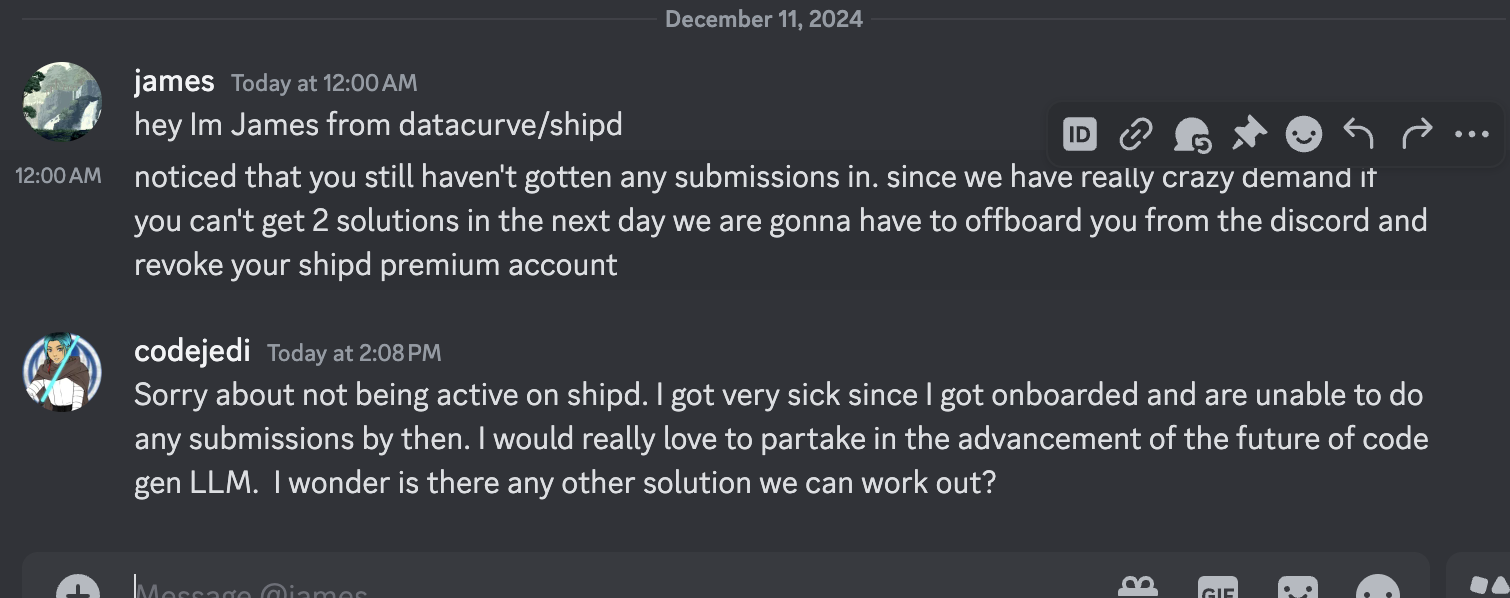 December 11, 2024
james Today at 12:00 AM
hey Im James from datacurve/shipd
ID
12:00 AM noticed that you still haven't gotten any submissions in. since we have really crazy demand if
you can't get 2 solutions in the next day we are gonna have to offboard you from the discord and
revoke your shipd premium account
codejedi Today at 2:08 PM
Sorry about not being active on shipd. I got very sick since I got onboarded and are unable to do
any submissions by then. I would really love to partake in the advancement of the future of code
gen LLM.  I wonder is there any other solution we can work out?
Message @james
GIF